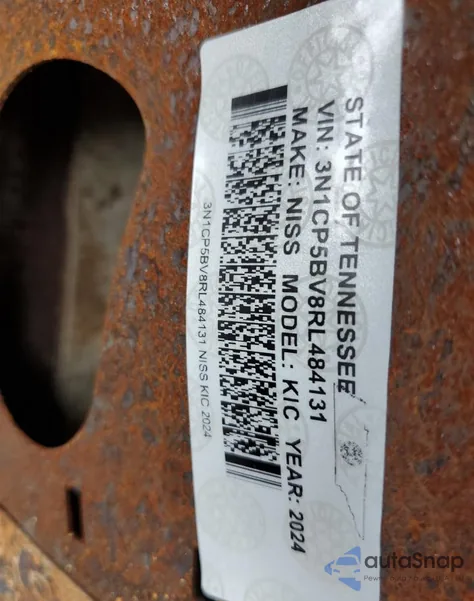 STATE OF TENNESSEE
VIN: 3N1CP5BV8RL484131
MAKE: NISS MODEL: KIC YEAR: 2024
3N1CP5BV8RL484131 NISS KIC 2024
autoSnap